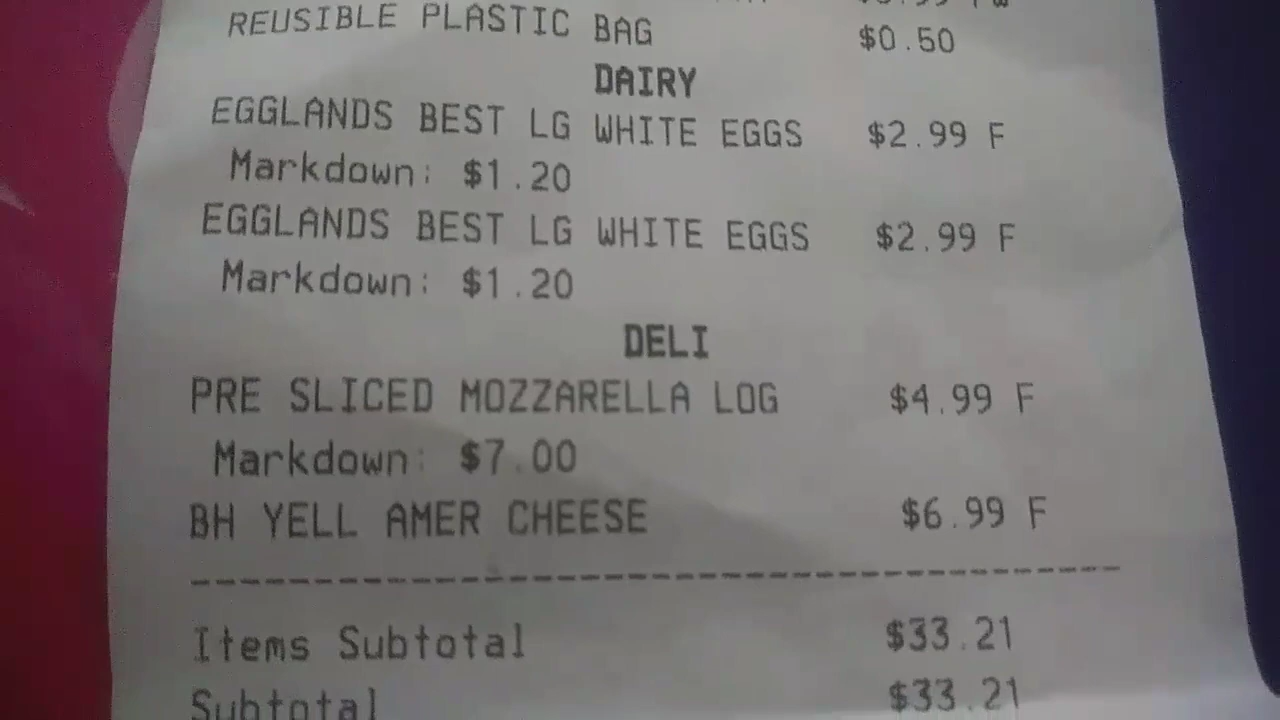 REUSIBLE PLASTIC BAG $0.50
DAIRY
EGGLANDS BEST LG WHITE EGGS $2.99 F
Markdown: $1.20
EGGLANDS BEST LG WHITE EGGS $2.99 F
Markdown: $1.20
DELI
PRE SLICED MOZZARELLA LOG $4.99 F
Markdown: $7.00
BH YELL AMER CHEESE $6.99 F
Items Subtotal $33.21
Subtotal $33.21